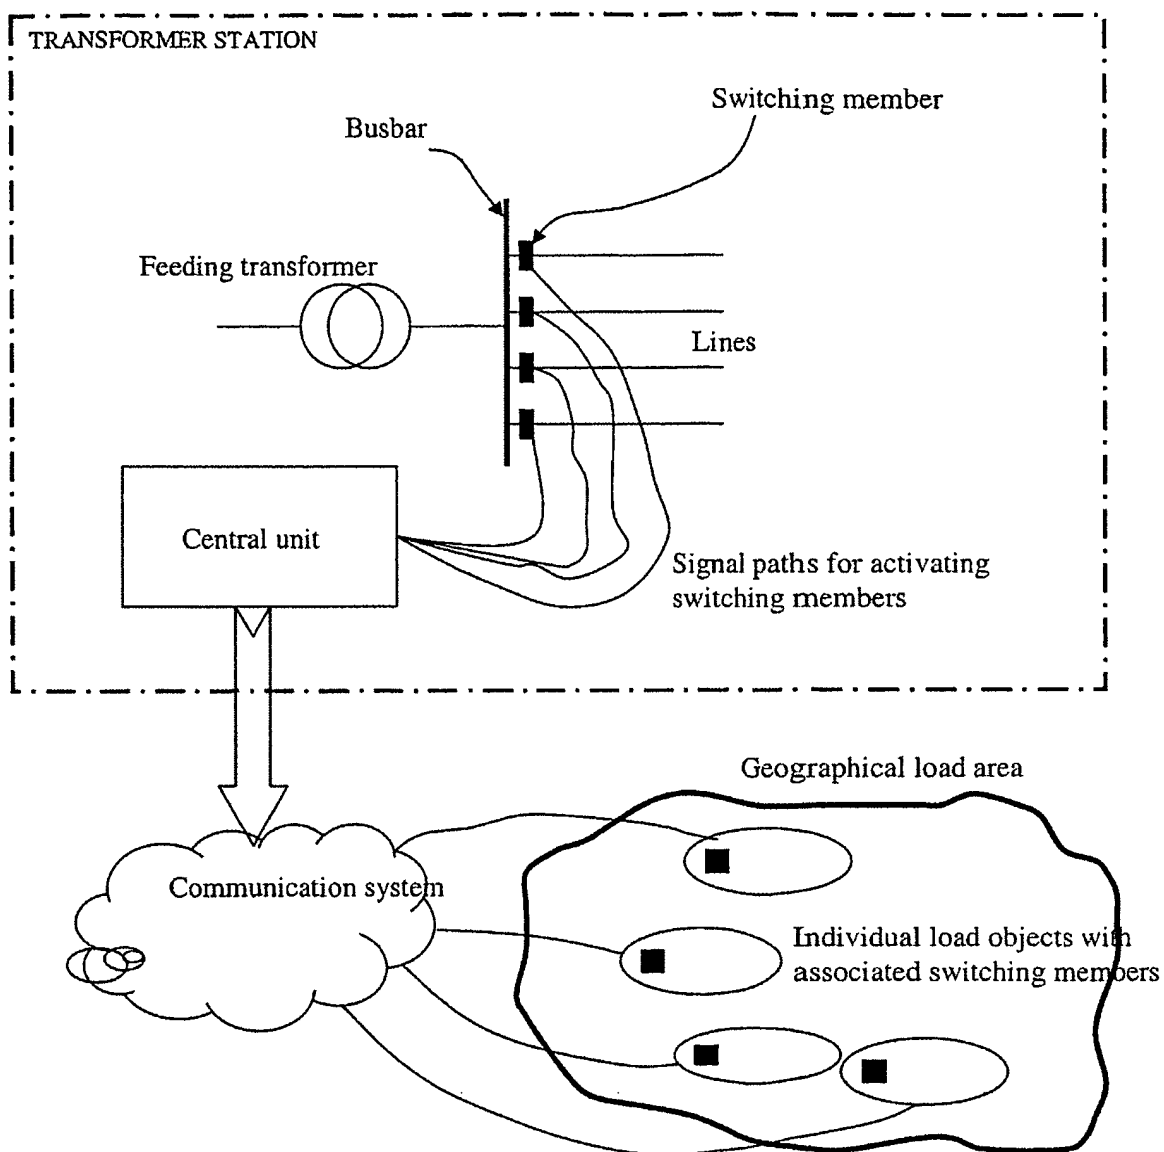 TRANSFORMER STATION
Switching member
Busbar
Feeding transformer
Lines
Central unit
Signal paths for activating
switching members
Geographical load area
Communication system
Individual load objects with
associated switching members